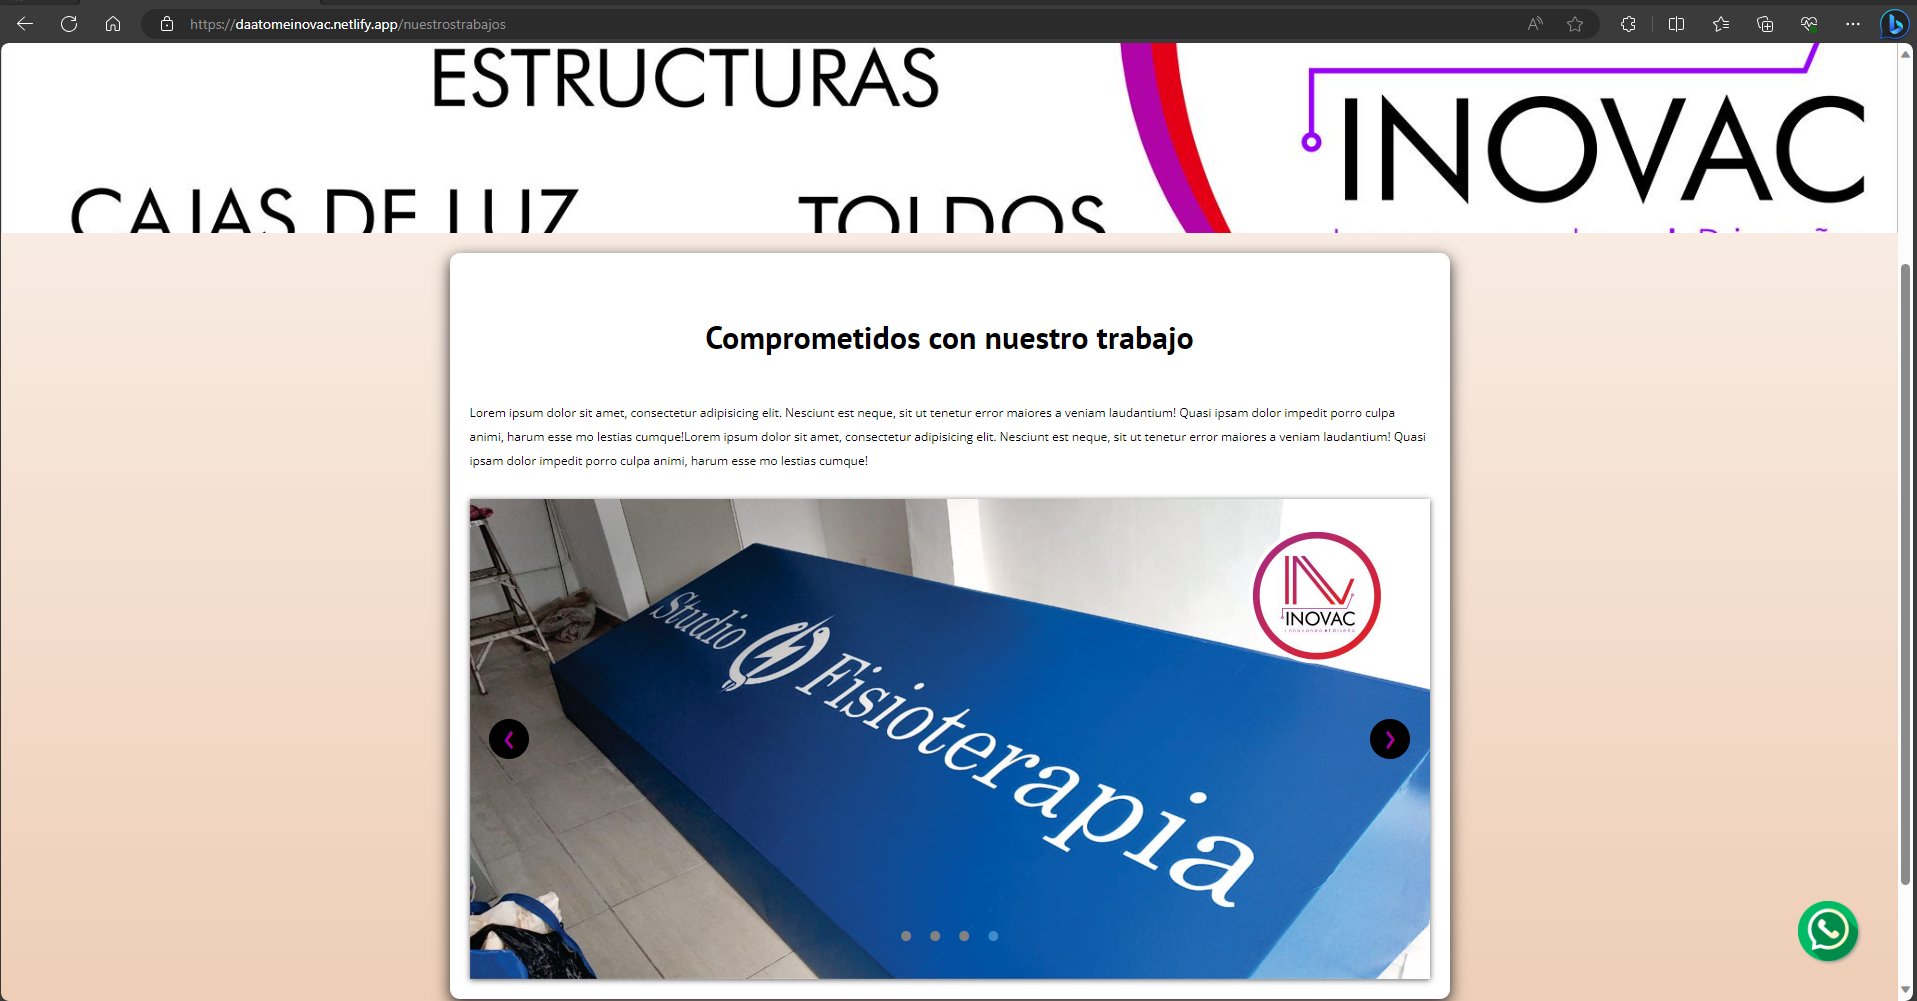 https://daatomeinovac.netlify.app/nuestrostrabajos
ESTRUCTURAS
INOVAC
CAJAS DE LUZ
TOLDOS
Comprometidos con nuestro trabajo
Lorem ipsum dolor sit amet, consectetur adipisicing elit. Nesciunt est neque, sit ut tenetur error maiores a veniam laudantium! Quasi ipsam dolor impedit porro culpa
animi, harum esse mo lestias cumque!Lorem ipsum dolor sit amet, consectetur adipisicing elit. Nesciunt est neque, sit ut tenetur error maiores a veniam laudantium! Quasi
ipsam dolor impedit porro culpa animi, harum esse mo lestias cumque!
INOVAC
Innovando el Diseño
Studio Fisioterapia